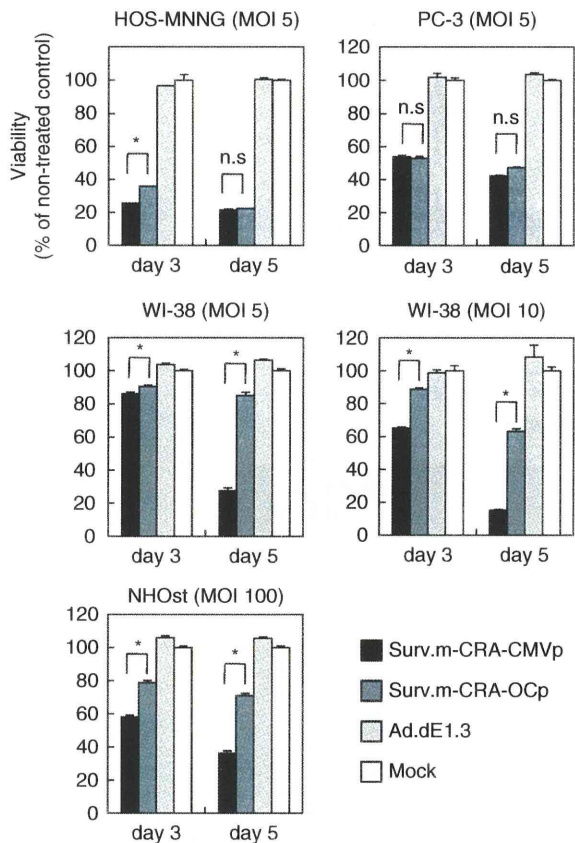 HOS-MNNG (MOI 5)
PC-3 (MOI 5)
Viability
(% of non-treated control)
120
100
80
60
40
20
0
*
n.s
day 3
day 5
120
100
80
60
40
20
0
n.s
n.s
day 3
day 5
WI-38 (MOI 5)
WI-38 (MOI 10)
120
100
80
60
40
20
0
*
*
day 3
day 5
120
100
80
60
40
20
0
*
*
day 3
day 5
NHOst (MOI 100)
120
100
80
60
40
20
0
*
*
day 3
day 5
Surv.m-CRA-CMVp
Surv.m-CRA-OCp
Ad.dE1.3
Mock